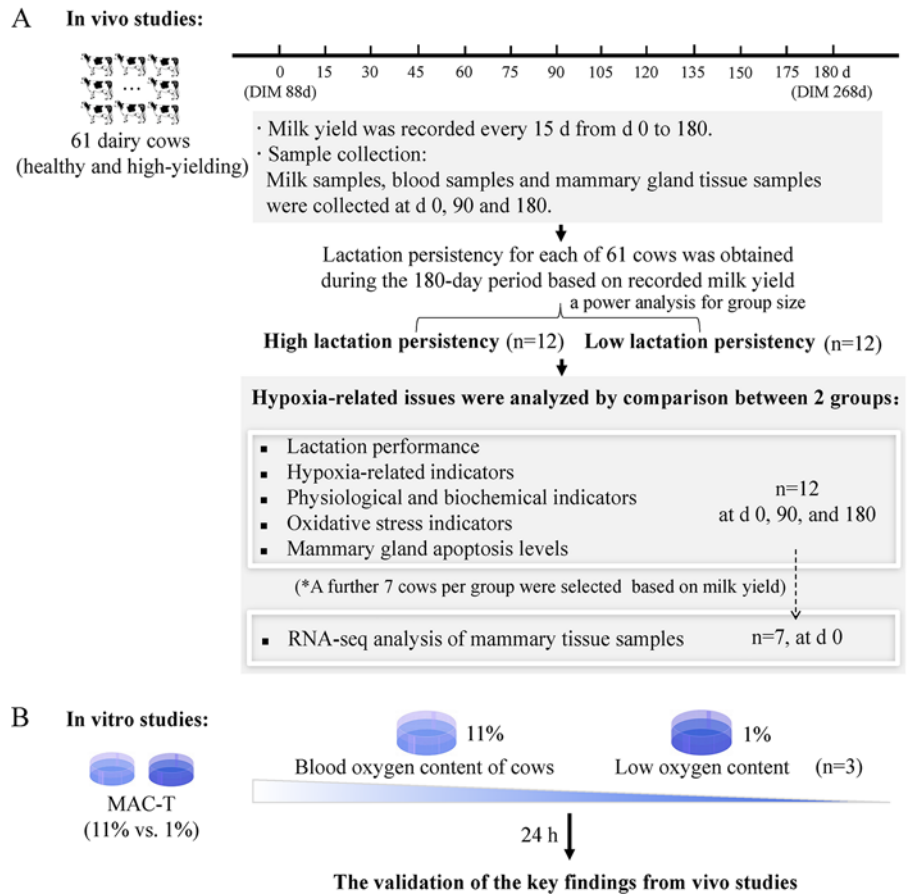 A
In vivo studies:
0 15 30 45 60 75 90 105 120 135 150 175 180 d
(DIM 88d) (DIM 268d)
...
61 dairy cows
(healthy and high-yielding)
· Milk yield was recorded every 15 d from d 0 to 180.
· Sample collection:
Milk samples, blood samples and mammary gland tissue samples
were collected at d 0, 90 and 180.
Lactation persistency for each of 61 cows was obtained
during the 180-day period based on recorded milk yield
a power analysis for group size
High lactation persistency (n=12) Low lactation persistency (n=12)
Hypoxia-related issues were analyzed by comparison between 2 groups:
▪ Lactation performance
▪ Hypoxia-related indicators
▪ Physiological and biochemical indicators
▪ Oxidative stress indicators
▪ Mammary gland apoptosis levels
n=12
at d 0, 90, and 180
(*A further 7 cows per group were selected based on milk yield)
▪ RNA-seq analysis of mammary tissue samples
n=7, at d 0
B
In vitro studies:
MAC-T
(11% vs. 1%)
11%
Blood oxygen content of cows
1%
Low oxygen content
(n=3)
24 h
The validation of the key findings from vivo studies